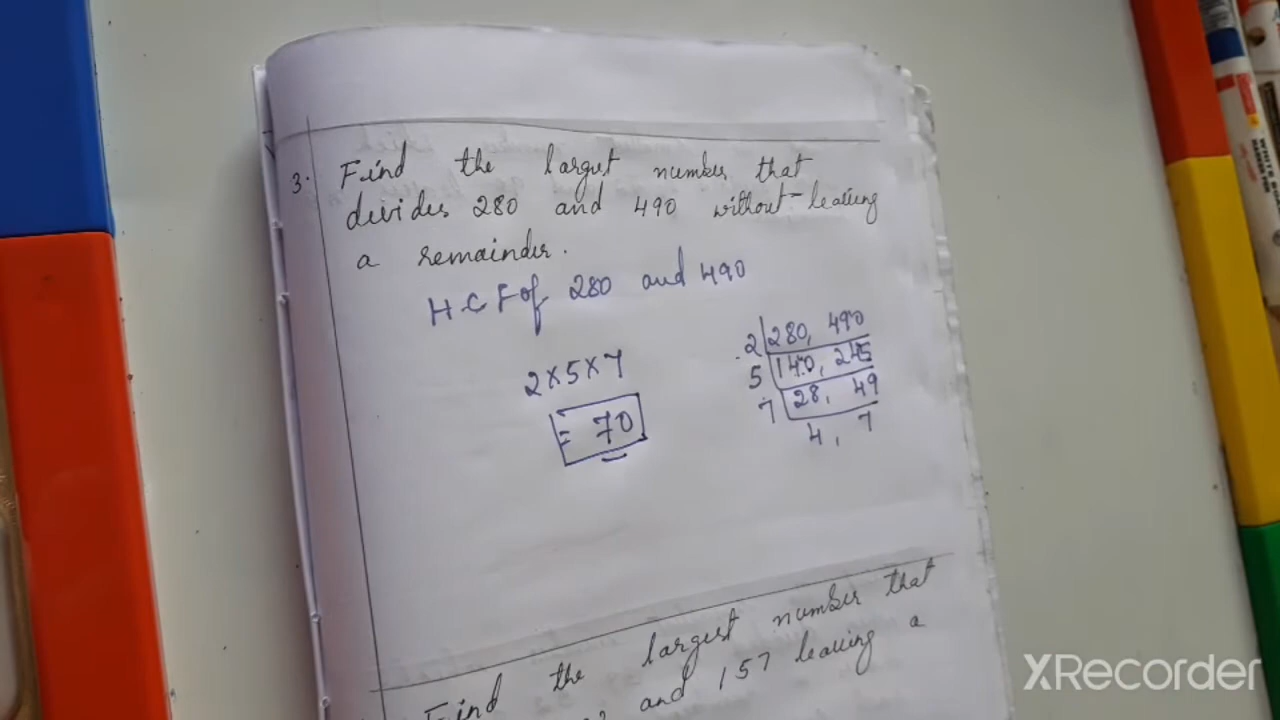 3. Find the largest number that
divides 280 and 490 without leaving
a remainder.
H.C.F of 280 and 490
2 280, 490
2×5×7
5 140, 245
7 28, 49
= 70
4, 7
Find the largest number that
and 157 leaving a
XRecorder